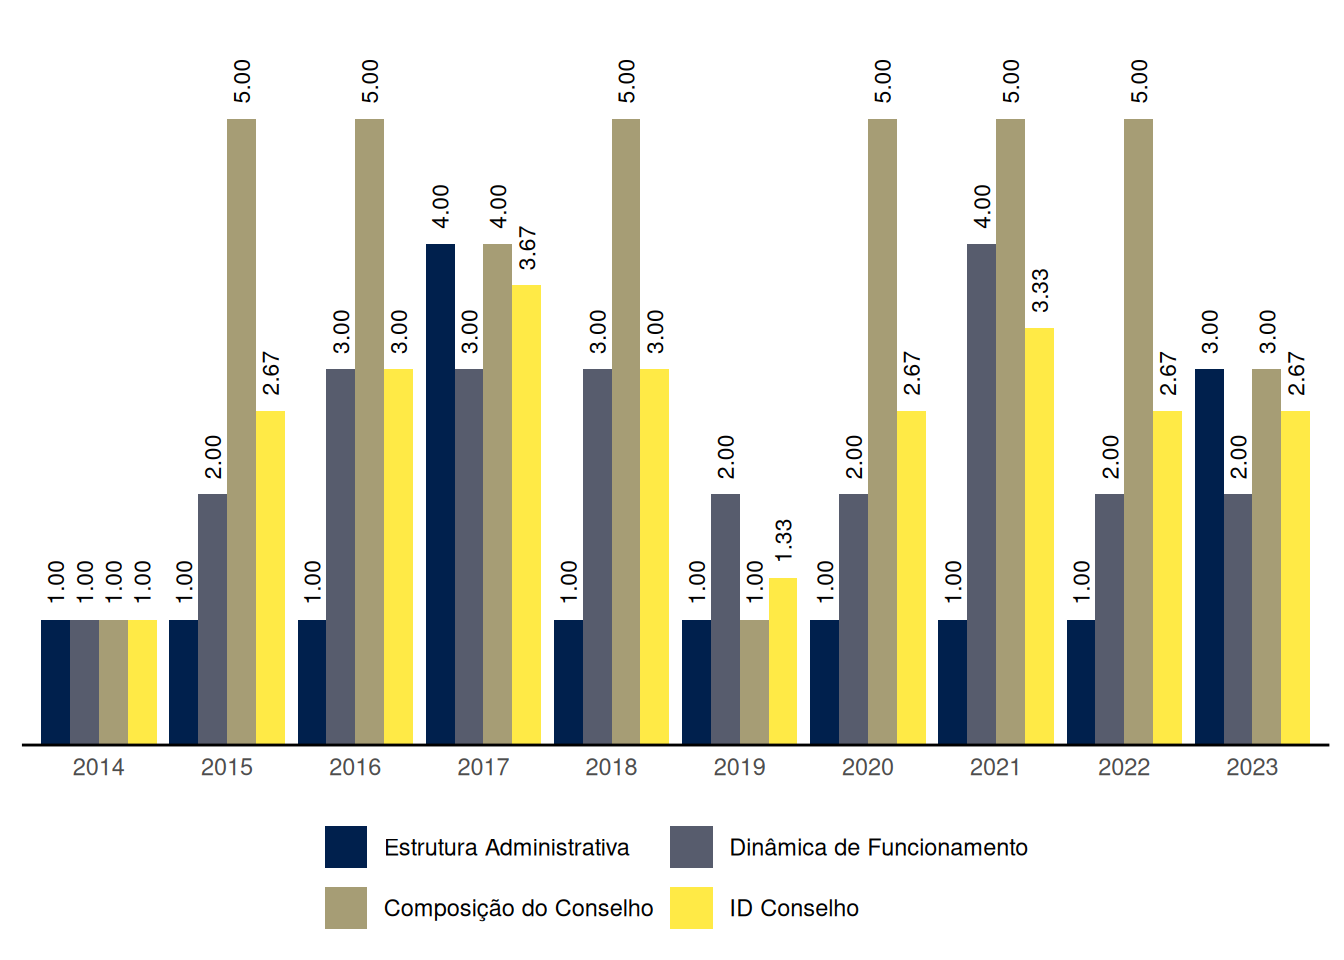 5.00 5.00 5.00 5.00 5.00 5.00
4.00 4.00 4.00
3.67
3.33
3.00 3.00 3.00 3.00 3.00 3.00 3.00
2.67 2.67 2.67 2.67
2.00 2.00 2.00 2.00 2.00
1.33
1.00 1.00 1.00 1.00 1.00 1.00 1.00 1.00 1.00 1.00 1.00 1.00
2014 2015 2016 2017 2018 2019 2020 2021 2022 2023
Estrutura Administrativa Dinâmica de Funcionamento
Composição do Conselho ID Conselho